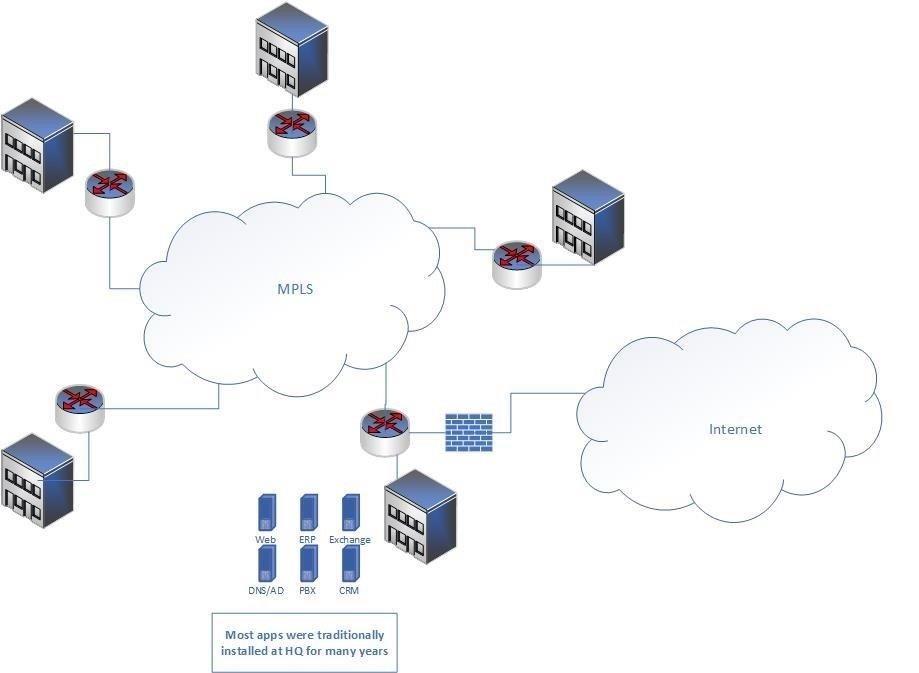 MPLS
Internet
Web ERP Exchange
DNS/AD PBX CRM
Most apps were traditionally
installed at HQ for many years